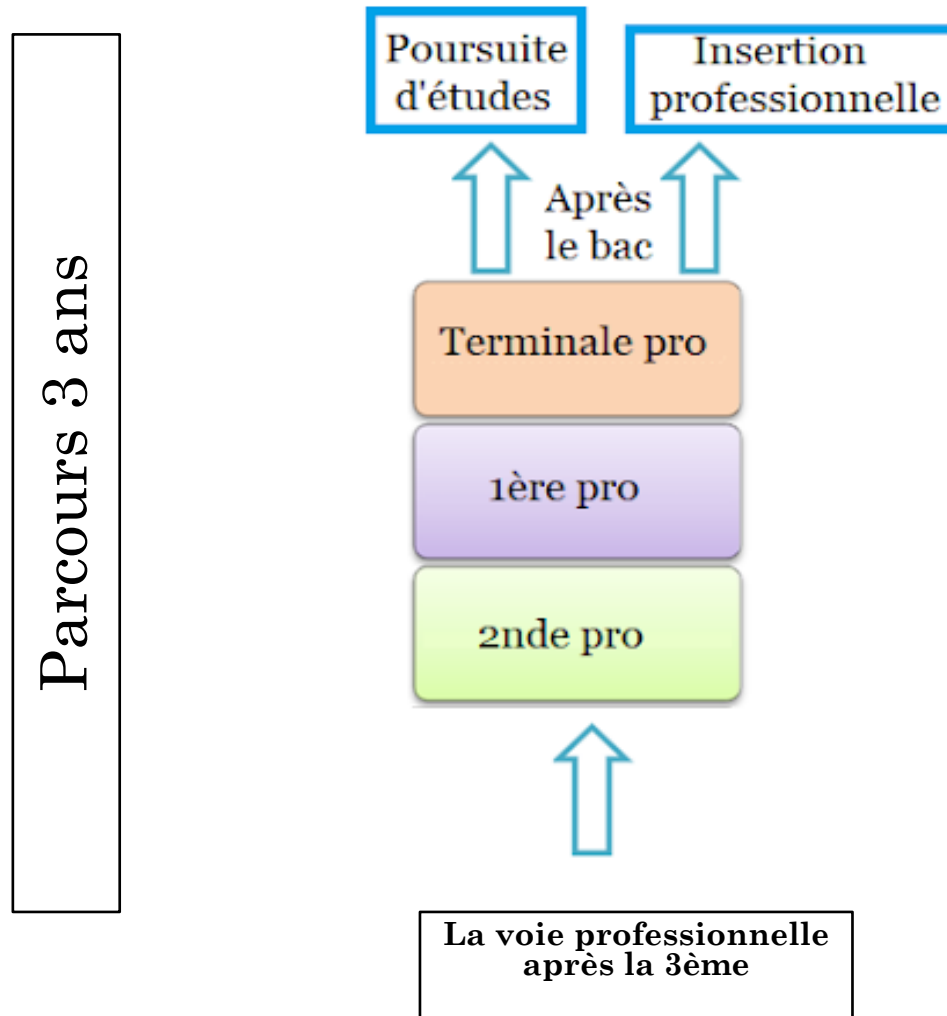 Parcours 3 ans
Poursuite
d'études
Insertion
professionnelle
Après
le bac
Terminale pro
1ère pro
2nde pro
La voie professionnelle
après la 3ème